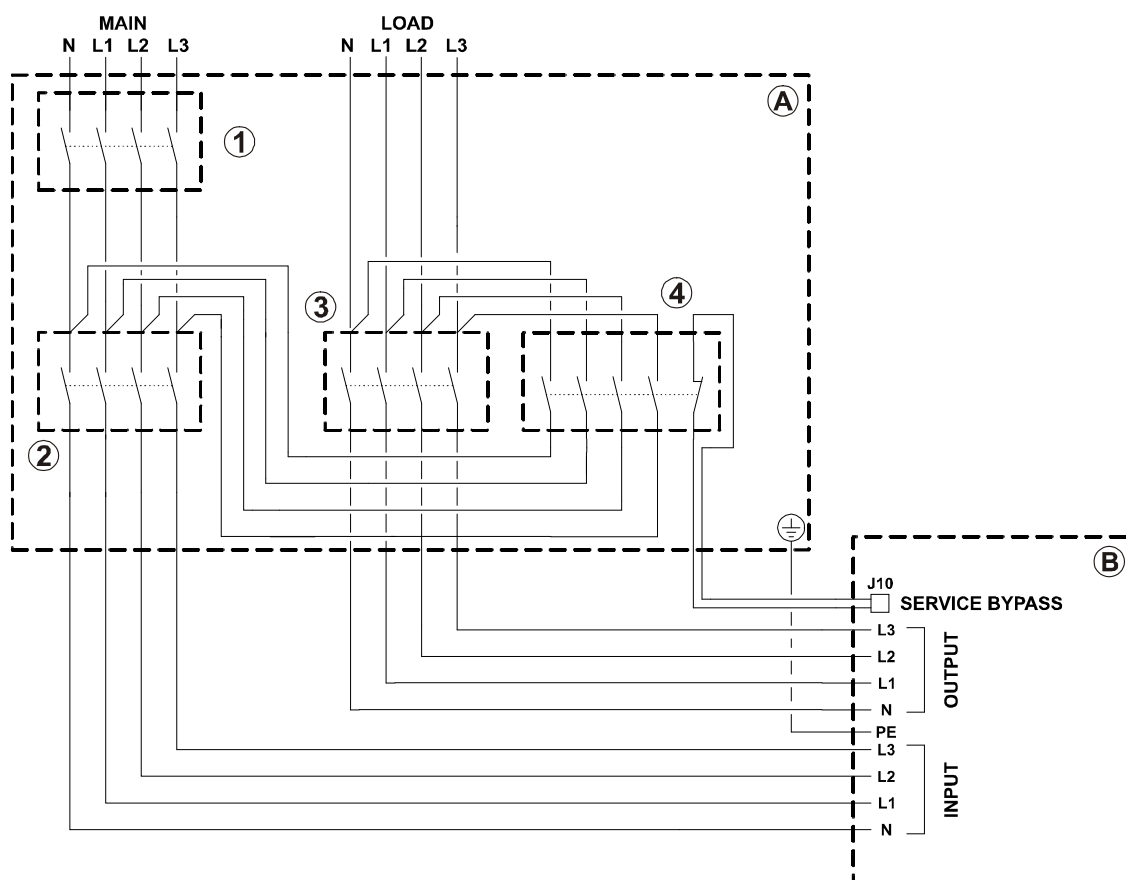 MAIN
N L1 L2 L3
LOAD
N L1 L2 L3
A
1
3
4
2
B
J10
SERVICE BYPASS
L3
L2
L1
N
OUTPUT
PE
L3
L2
L1
N
INPUT